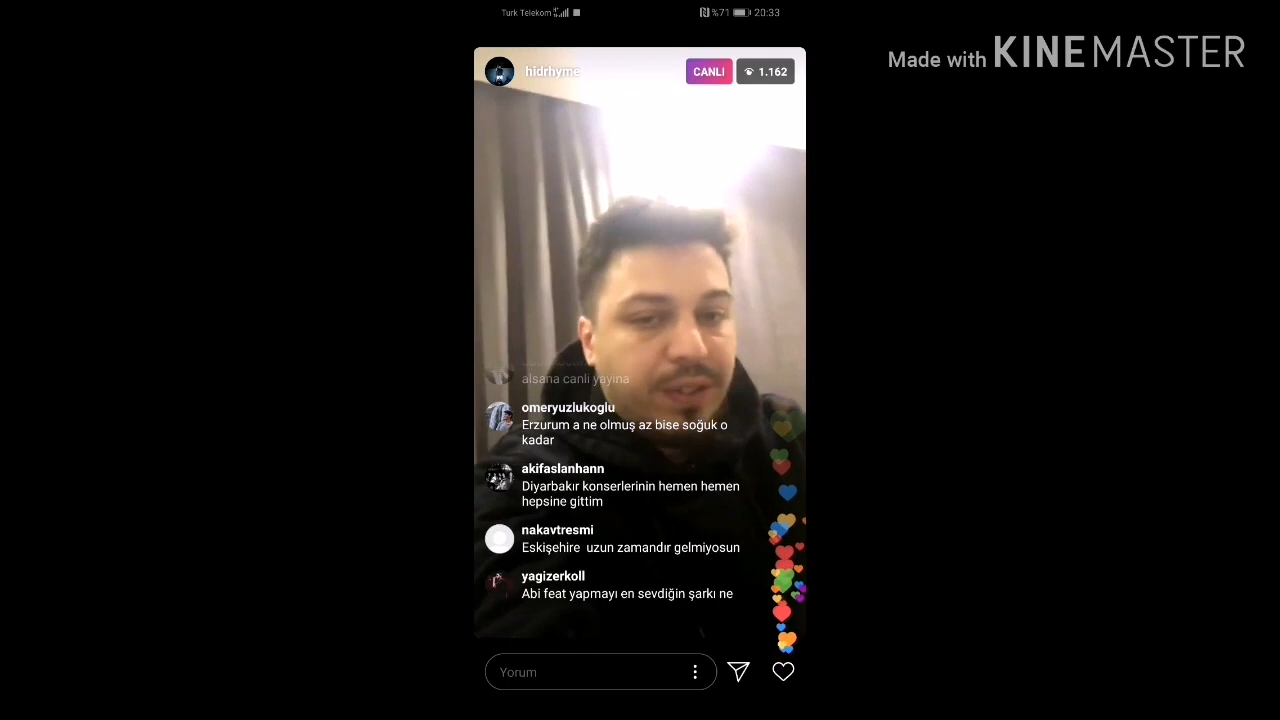 Turk Telekom
%71 20:33
Made with KINEMASTER
hidrhyme
CANLI
1.162
alsana canli yayina
omeryuzlukoglu
Erzurum a ne olmuş az bise soğuk o
kadar
akifaslanhann
Diyarbakır konserlerinin hemen hemen
hepsine gittim
nakavtresmi
Eskişehire uzun zamandır gelmiyosun
yagizerkoll
Abi feat yapmayı en sevdiğin şarkı ne
Yorum